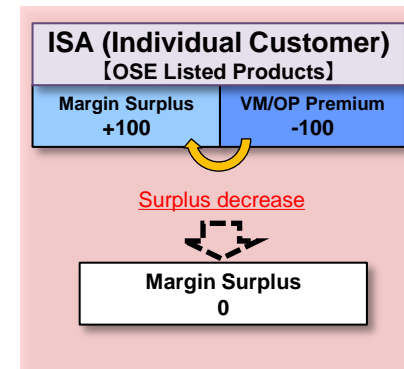 ISA (Individual Customer)
【OSE Listed Products】
Margin Surplus
+100
VM/OP Premium
-100
Surplus decrease
Margin Surplus
0